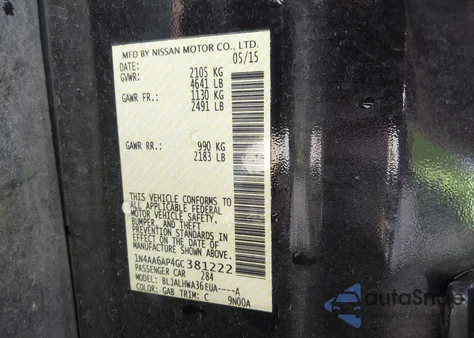 MFD BY NISSAN MOTOR CO., LTD.
DATE: 05/15
GVWR: 2105 KG
4641 LB
GAWR FR.: 1130 KG
2491 LB
GAWR RR.: 990 KG
2183 LB
THIS VEHICLE CONFORMS TO
ALL APPLICABLE FEDERAL
MOTOR VEHICLE SAFETY,
BUMPER, AND THEFT
PREVENTION STANDARDS IN
EFFECT ON THE DATE OF
MANUFACTURE SHOWN ABOVE.
1N4AA6AP4GC381222
PASSENGER CAR 284
MODEL: BLJALHWA36EUA----A
COLOR: GAB TRIM: C 9N00A
autoSnap